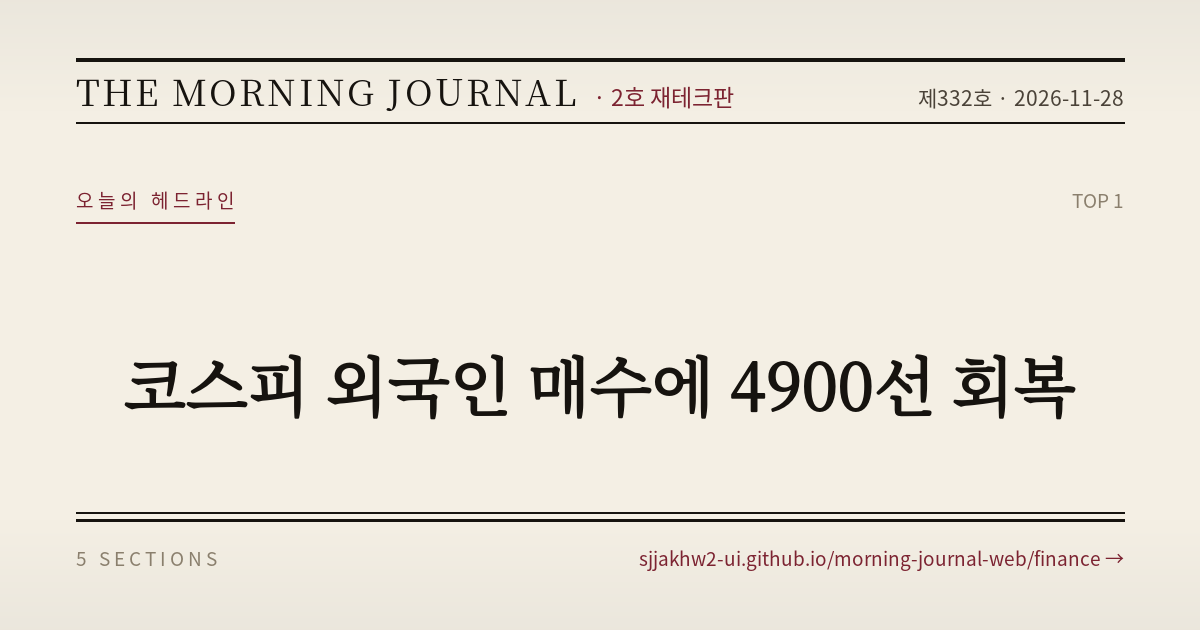 THE MORNING JOURNAL · 2호 재테크판 제332호 · 2026-11-28
오늘의 헤드라인 TOP 1
코스피 외국인 매수에 4900선 회복
5 SECTIONS sjjakhw2-ui.github.io/morning-journal-web/finance →